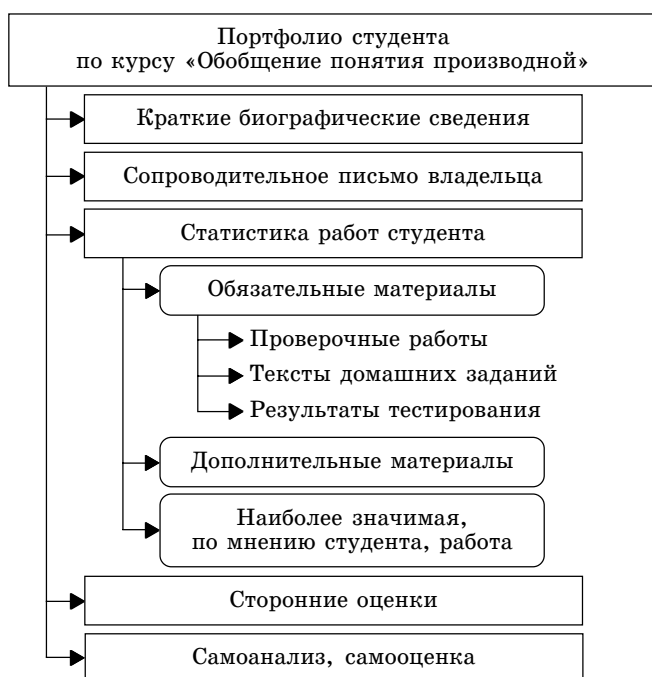 Портфолио студента
по курсу «Обобщение понятия производной»
Краткие биографические сведения
Сопроводительное письмо владельца
Статистика работ студента
Обязательные материалы
Проверочные работы
Тексты домашних заданий
Результаты тестирования
Дополнительные материалы
Наиболее значимая,
по мнению студента, работа
Сторонние оценки
Самоанализ, самооценка